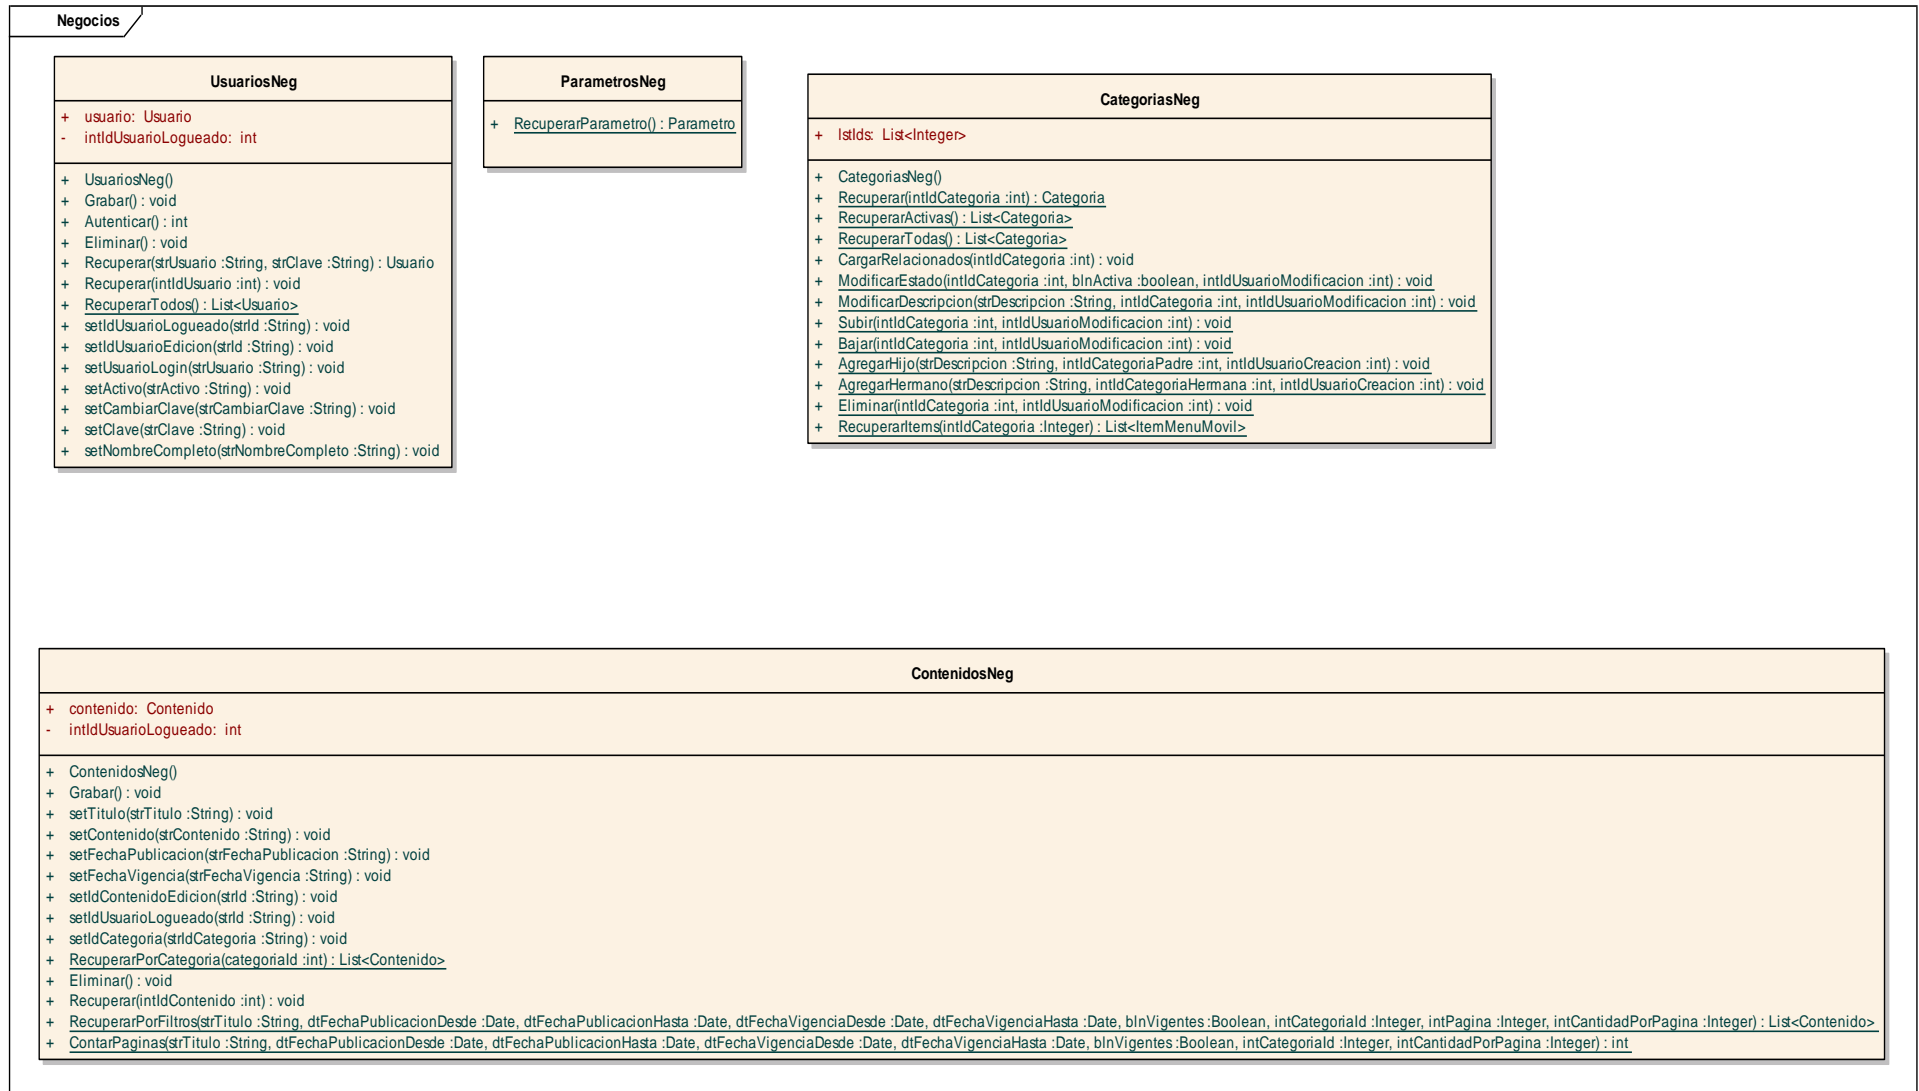 Negocios
UsuariosNeg
+ usuario: Usuario
- intIdUsuarioLogueado: int
+ UsuariosNeg()
+ Grabar() : void
+ Autenticar() : int
+ Eliminar() : void
+ Recuperar(strUsuario :String, strClave :String) : Usuario
+ Recuperar(intIdUsuario :int) : void
+ RecuperarTodos() : List<Usuario>
+ setIdUsuarioLogueado(strId :String) : void
+ setIdUsuarioEdicion(strId :String) : void
+ setUsuarioLogin(strUsuario :String) : void
+ setActivo(strActivo :String) : void
+ setCambiarClave(strCambiarClave :String) : void
+ setClave(strClave :String) : void
+ setNombreCompleto(strNombreCompleto :String) : void
ParametrosNeg
+ RecuperarParametro() : Parametro
CategoriasNeg
+ lstIds: List<Integer>
+ CategoriasNeg()
+ Recuperar(intIdCategoria :int) : Categoria
+ RecuperarActivas() : List<Categoria>
+ RecuperarTodas() : List<Categoria>
+ CargarRelacionados(intIdCategoria :int) : void
+ ModificarEstado(intIdCategoria :int, blnActiva :boolean, intIdUsuarioModificacion :int) : void
+ ModificarDescripcion(strDescripcion :String, intIdCategoria :int, intIdUsuarioModificacion :int) : void
+ Subir(intIdCategoria :int, intIdUsuarioModificacion :int) : void
+ Bajar(intIdCategoria :int, intIdUsuarioModificacion :int) : void
+ AgregarHijo(strDescripcion :String, intIdCategoriaPadre :int, intIdUsuarioCreacion :int) : void
+ AgregarHermano(strDescripcion :String, intIdCategoriaHermana :int, intIdUsuarioCreacion :int) : void
+ Eliminar(intIdCategoria :int, intIdUsuarioModificacion :int) : void
+ RecuperarItems(intIdCategoria :Integer) : List<ItemMenuMovil>
ContenidosNeg
+ contenido: Contenido
- intIdUsuarioLogueado: int
+ ContenidosNeg()
+ Grabar() : void
+ setTitulo(strTitulo :String) : void
+ setContenido(strContenido :String) : void
+ setFechaPublicacion(strFechaPublicacion :String) : void
+ setFechaVigencia(strFechaVigencia :String) : void
+ setIdContenidoEdicion(strId :String) : void
+ setIdUsuarioLogueado(strId :String) : void
+ setIdCategoria(strIdCategoria :String) : void
+ RecuperarPorCategoria(categoriaId :int) : List<Contenido>
+ Eliminar() : void
+ Recuperar(intIdContenido :int) : void
+ RecuperarPorFiltros(strTitulo :String, dtFechaPublicacionDesde :Date, dtFechaPublicacionHasta :Date, dtFechaVigenciaDesde :Date, dtFechaVigenciaHasta :Date, blnVigentes :Boolean, intCategoriaId :Integer, intPagina :Integer, intCantidadPorPagina :Integer) : List<Contenido>
+ ContarPaginas(strTitulo :String, dtFechaPublicacionDesde :Date, dtFechaPublicacionHasta :Date, dtFechaVigenciaDesde :Date, dtFechaVigenciaHasta :Date, blnVigentes :Boolean, intCategoriaId :Integer, intCantidadPorPagina :Integer) : int